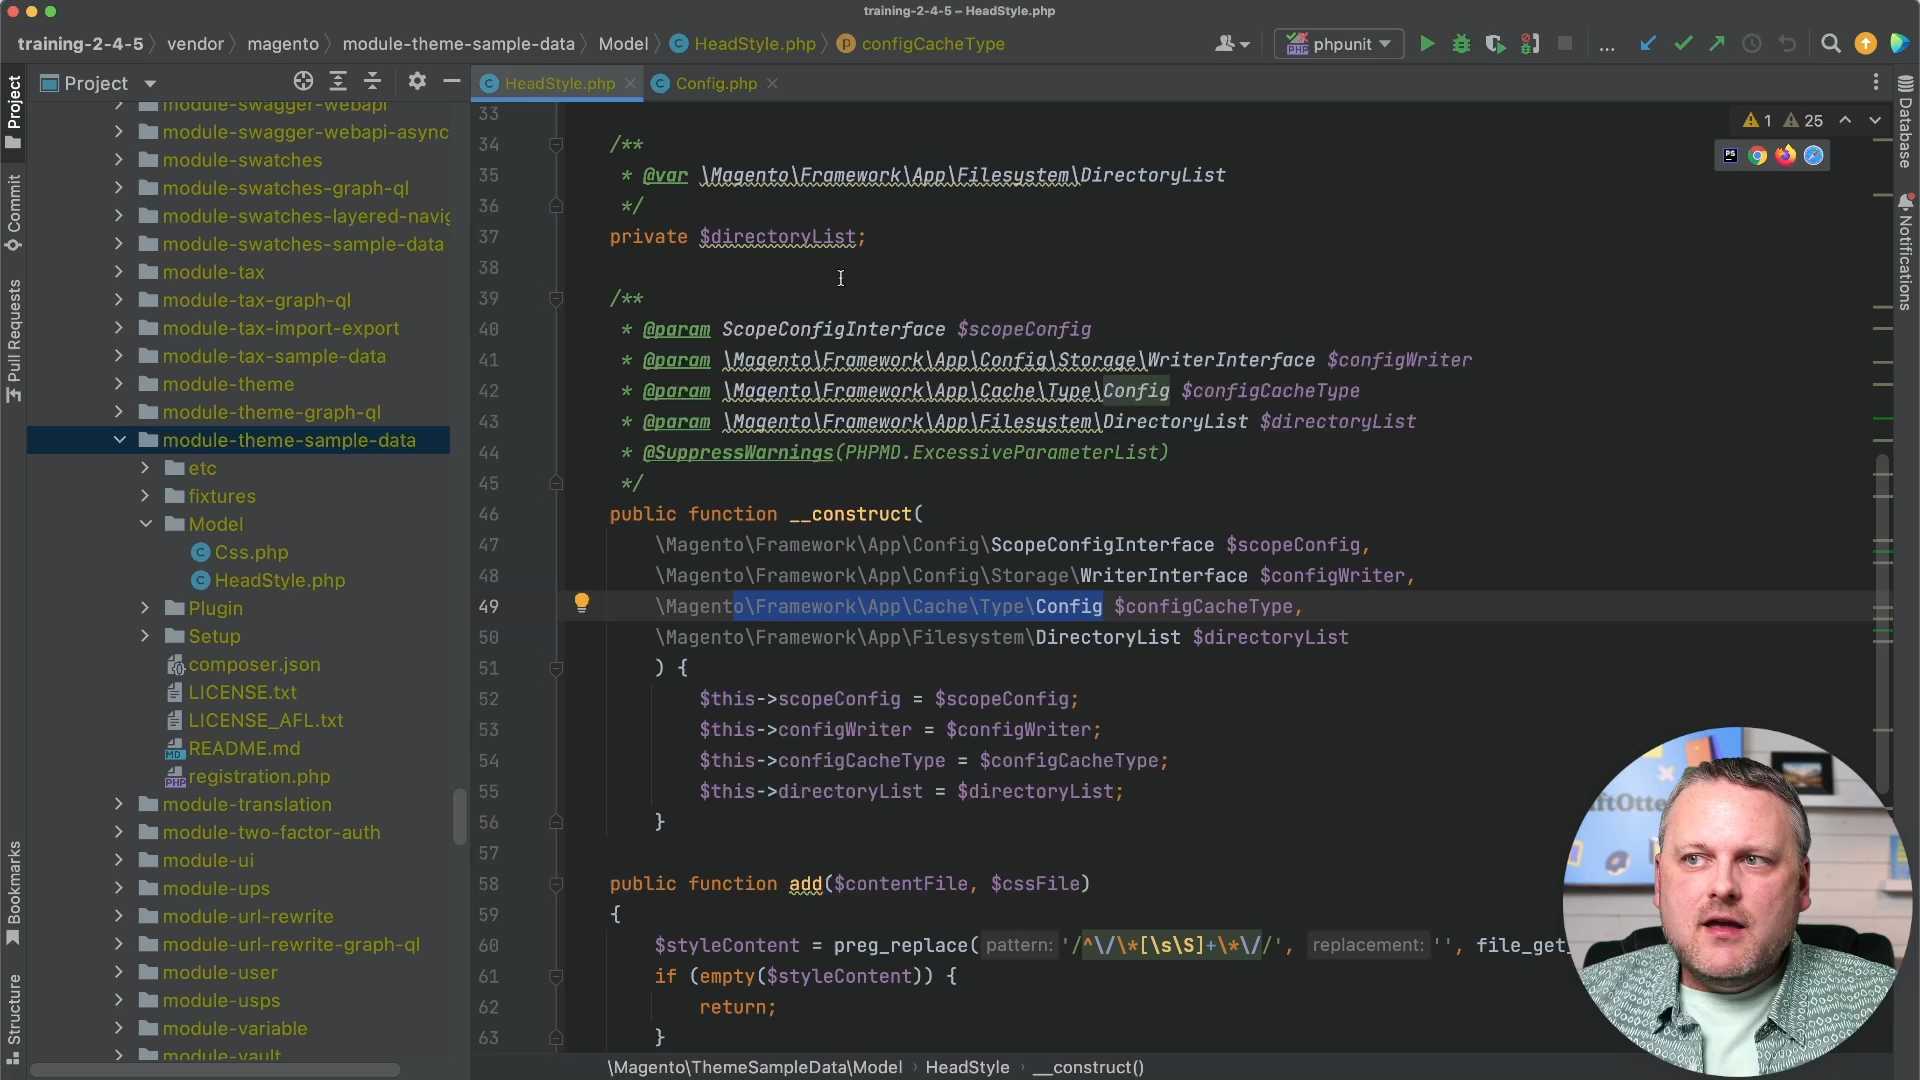 training-2-4-5 – HeadStyle.php
training-2-4-5 vendor magento module-theme-sample-data Model HeadStyle.php configCacheType
phpunit
Project
HeadStyle.php
Config.php
1 25
Project
Commit
Pull Requests
Bookmarks
Structure
Database
Notifications
module-swagger-webapi
module-swagger-webapi-async
module-swatches
module-swatches-graph-ql
module-swatches-layered-navig
module-swatches-sample-data
module-tax
module-tax-graph-ql
module-tax-import-export
module-tax-sample-data
module-theme
module-theme-graph-ql
module-theme-sample-data
etc
fixtures
Model
Css.php
HeadStyle.php
Plugin
Setup
composer.json
LICENSE.txt
LICENSE_AFL.txt
README.md
registration.php
module-translation
module-two-factor-auth
module-ui
module-ups
module-url-rewrite
module-url-rewrite-graph-ql
module-user
module-usps
module-variable
module-vault
33
34 /**
35 * @var \Magento\Framework\App\Filesystem\DirectoryList
36 */
37 private $directoryList;
38
39 /**
40 * @param ScopeConfigInterface $scopeConfig
41 * @param \Magento\Framework\App\Config\Storage\WriterInterface $configWriter
42 * @param \Magento\Framework\App\Cache\Type\Config $configCacheType
43 * @param \Magento\Framework\App\Filesystem\DirectoryList $directoryList
44 * @SuppressWarnings(PHPMD.ExcessiveParameterList)
45 */
46 public function __construct(
47 \Magento\Framework\App\Config\ScopeConfigInterface $scopeConfig,
48 \Magento\Framework\App\Config\Storage\WriterInterface $configWriter,
49 \Magento\Framework\App\Cache\Type\Config $configCacheType,
50 \Magento\Framework\App\Filesystem\DirectoryList $directoryList
51 ) {
52 $this->scopeConfig = $scopeConfig;
53 $this->configWriter = $configWriter;
54 $this->configCacheType = $configCacheType;
55 $this->directoryList = $directoryList;
56 }
57
58 public function add($contentFile, $cssFile)
59 {
60 $styleContent = preg_replace( pattern: '/^\/\*[\s\S]+\*\//', replacement: '', file_get_
61 if (empty($styleContent)) {
62 return;
63 }
\Magento\ThemeSampleData\Model › HeadStyle › __construct()